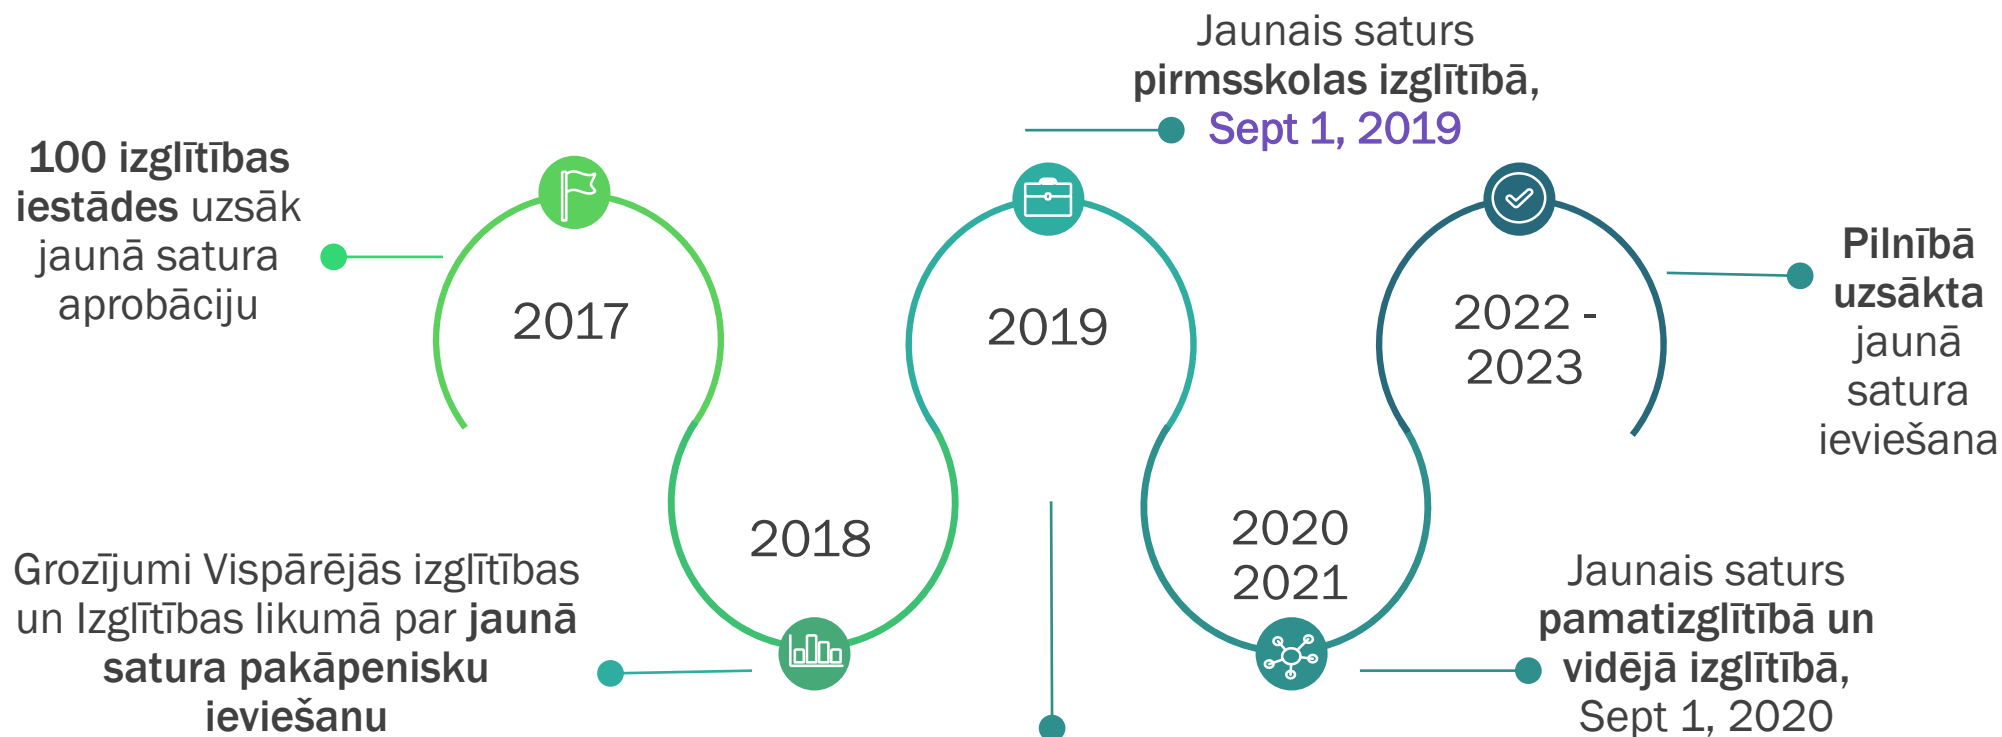 100 izglītības
iestādes uzsāk
jaunā satura
aprobāciju
2017
Grozījumi Vispārējās izglītības
un Izglītības likumā par jaunā
satura pakāpenisku
ieviešanu
2018
Jaunais saturs
pirmsskolas izglītībā,
Sept 1, 2019
2019
2020
2021
Jaunais saturs
pamatizglītībā un
vidējā izglītībā,
Sept 1, 2020
2022 -
2023
Pilnībā
uzsākta
jaunā
satura
ieviešana